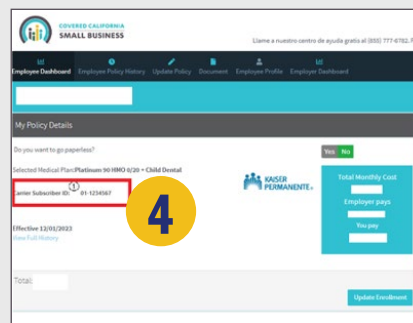 COVERED CALIFORNIA
SMALL BUSINESS
Llame a nuestro centro de ayuda gratis al (855) 777-6782.
Employee Dashboard Employee Policy History Update Policy Document Employee Profile Employer Dashboard
My Policy Details
Do you want to go paperless?
Yes No
Selected Medical Plan:Platinum 90 HMO 0/20 + Child Dental
KAISER PERMANENTE®
Total Monthly Cost
Carrier Subscriber ID: 01-1234567
1
4
Employer pays
You pay
Effective 12/01/2023
View Full History
Total:
Update Enrollment